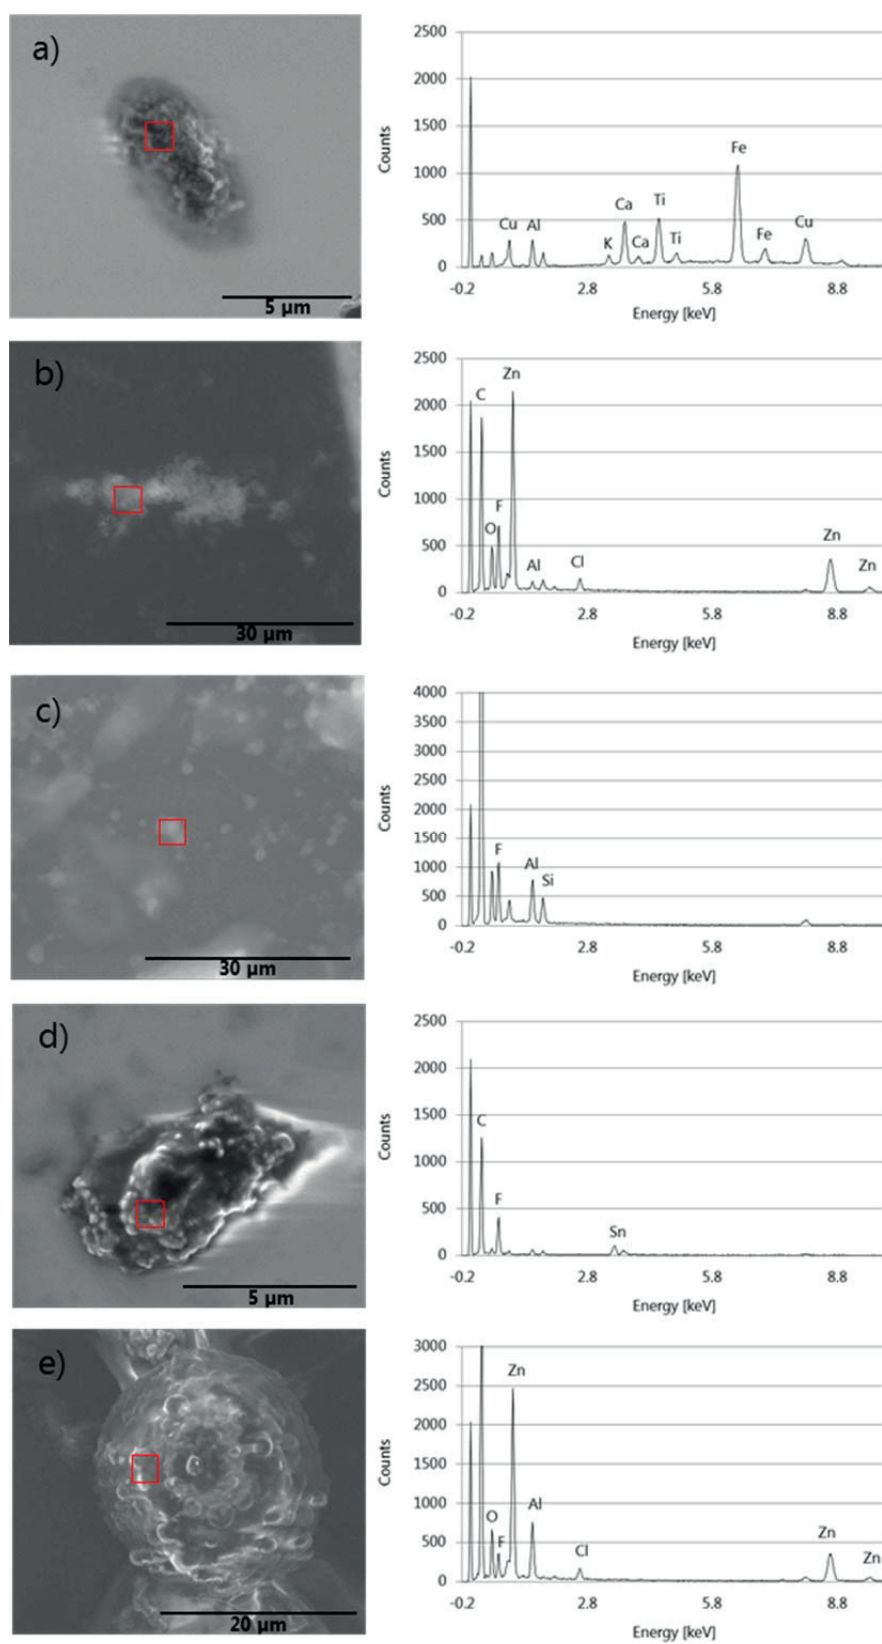 a)
5 µm
2500
2000
1500
1000
500
0
Counts
Cu
Al
K
Ca
Ca
Ti
Ti
Fe
Fe
Cu
-0.2
2.8
5.8
8.8
Energy [keV]
b)
30 µm
2500
2000
1500
1000
500
0
Counts
C
O
F
Zn
Al
Cl
Zn
Zn
-0.2
2.8
5.8
8.8
Energy [keV]
c)
30 µm
4000
3500
3000
2500
2000
1500
1000
500
0
Counts
F
Al
Si
-0.2
2.8
5.8
8.8
Energy [keV]
d)
5 µm
2500
2000
1500
1000
500
0
Counts
C
F
Sn
-0.2
2.8
5.8
8.8
Energy [keV]
e)
20 µm
3000
2500
2000
1500
1000
500
0
Counts
O
F
Zn
Al
Cl
Zn
Zn
-0.2
2.8
5.8
8.8
Energy [keV]